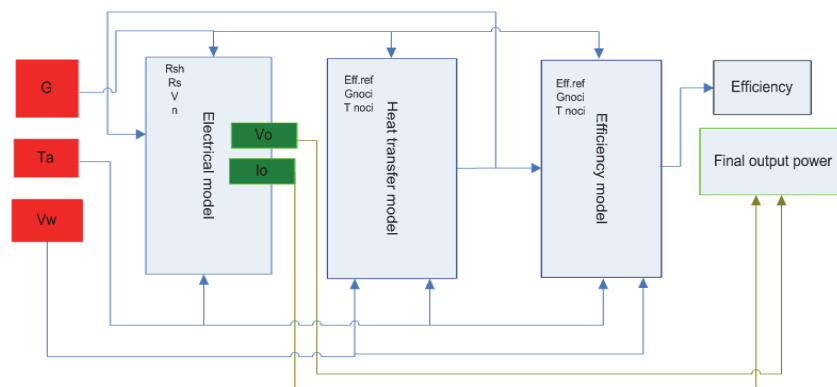 G
Ta
Vw
Rsh
Rs
V
n
Electrical model
Vo
Io
Eff.ref
Gnoci
T noci
Heat transfer model
Eff.ref
Gnoci
T noci
Efficiency model
Efficiency
Final output power